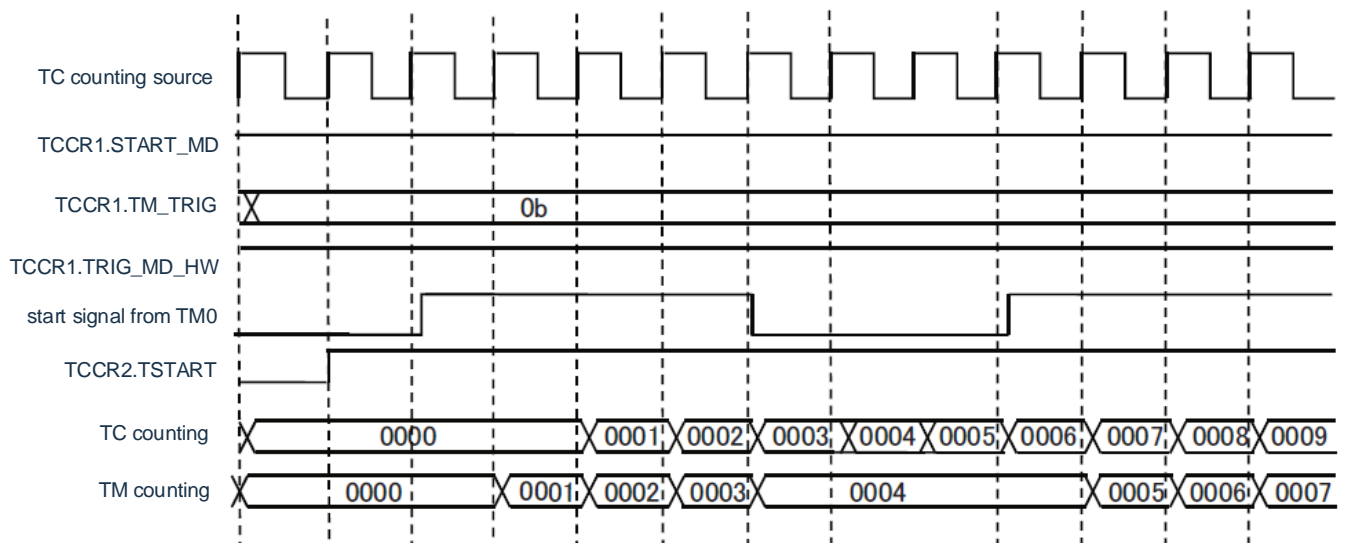 TC counting source
TCCR1.START_MD
TCCR1.TM_TRIG 0b
TCCR1.TRIG_MD_HW
start signal from TM0
TCCR2.TSTART
TC counting 0000 0001 0002 0003 0004 0005 0006 0007 0008 0009
TM counting 0000 0001 0002 0003 0004 0005 0006 0007